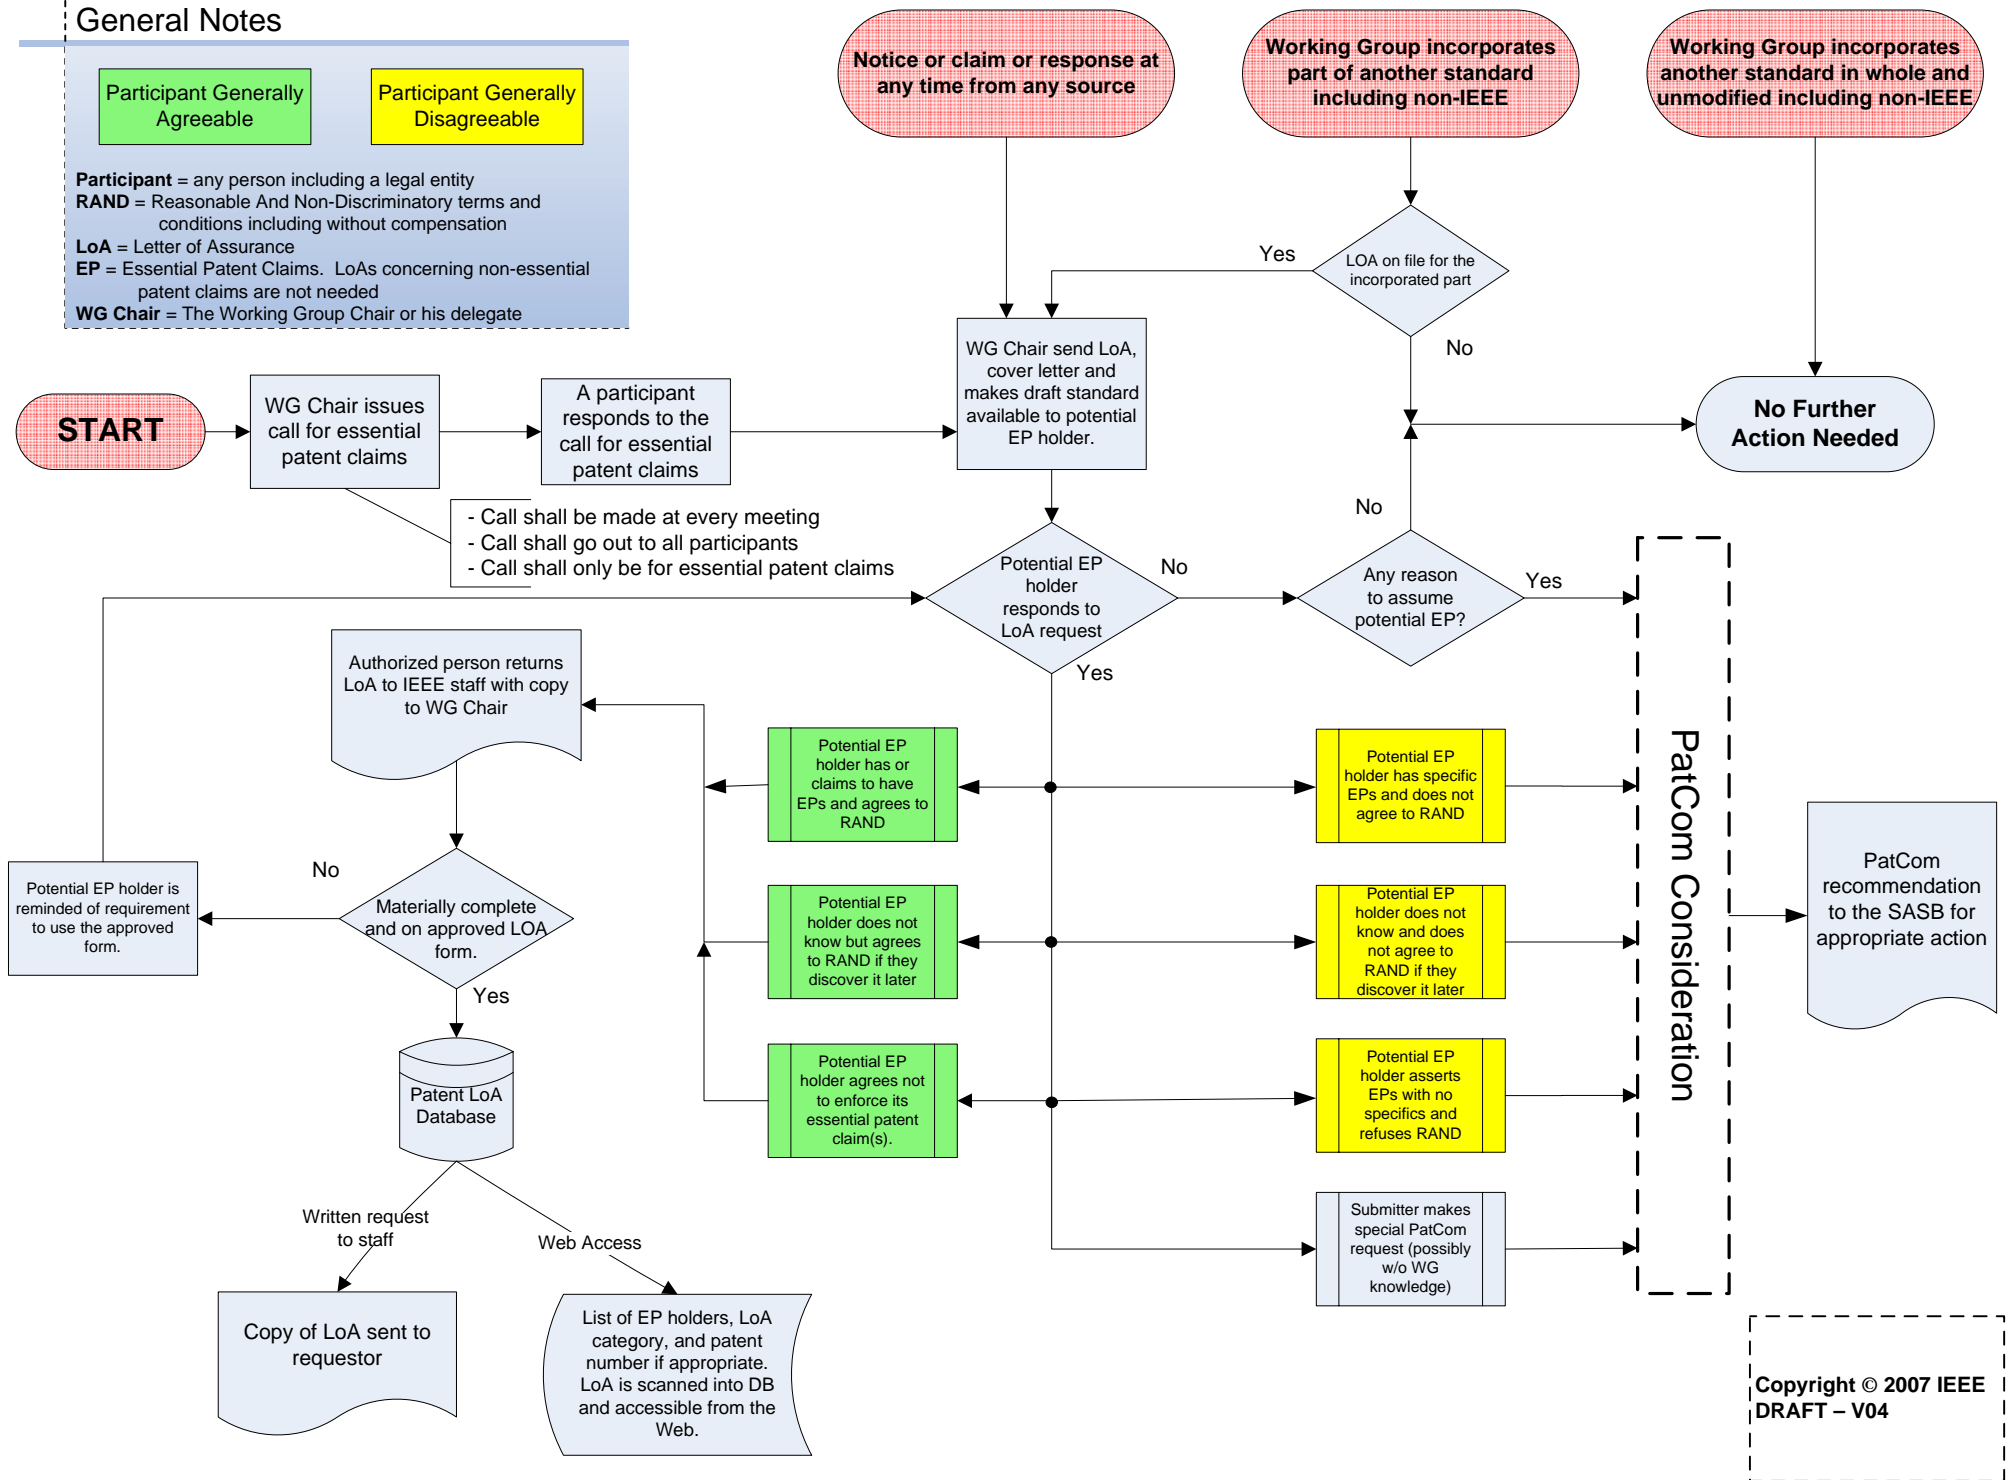 General Notes
Participant Generally
Agreeable
Participant Generally
Disagreeable
Participant = any person including a legal entity
RAND = Reasonable And Non-Discriminatory terms and
conditions including without compensation
LoA = Letter of Assurance
EP = Essential Patent Claims.  LoAs concerning non-essential
patent claims are not needed
WG Chair = The Working Group Chair or his delegate
Notice or claim or response at
any time from any source
Working Group incorporates
part of another standard
including non-IEEE
Working Group incorporates
another standard in whole and
unmodified including non-IEEE
LOA on file for the
incorporated part
Yes
No
START
WG Chair issues
call for essential
patent claims
A participant
responds to the
call for essential
patent claims
WG Chair send LoA,
cover letter and
makes draft standard
available to potential
EP holder.
No Further
Action Needed
- Call shall be made at every meeting
- Call shall go out to all participants
- Call shall only be for essential patent claims
Potential EP
holder
responds to
LoA request
No
Yes
Any reason
to assume
potential EP?
No
Yes
Authorized person returns
LoA to IEEE staff with copy
to WG Chair
Potential EP
holder has or
claims to have
EPs and agrees to
RAND
Potential EP
holder has specific
EPs and does not
agree to RAND
PatCom Consideration
PatCom
recommendation
to the SASB for
appropriate action
Potential EP holder is
reminded of requirement
to use the approved
form.
No
Materially complete
and on approved LOA
form.
Yes
Potential EP
holder does not
know but agrees
to RAND if they
discover it later
Potential EP
holder does not
know and does
not agree to
RAND if they
discover it later
Patent LoA
Database
Potential EP
holder agrees not
to enforce its
essential patent
claim(s).
Potential EP
holder asserts
EPs with no
specifics and
refuses RAND
Written request
to staff
Web Access
Submitter makes
special PatCom
request (possibly
w/o WG
knowledge)
Copy of LoA sent to
requestor
List of EP holders, LoA
category, and patent
number if appropriate.
LoA is scanned into DB
and accessible from the
Web.
Copyright © 2007 IEEE
DRAFT – V04